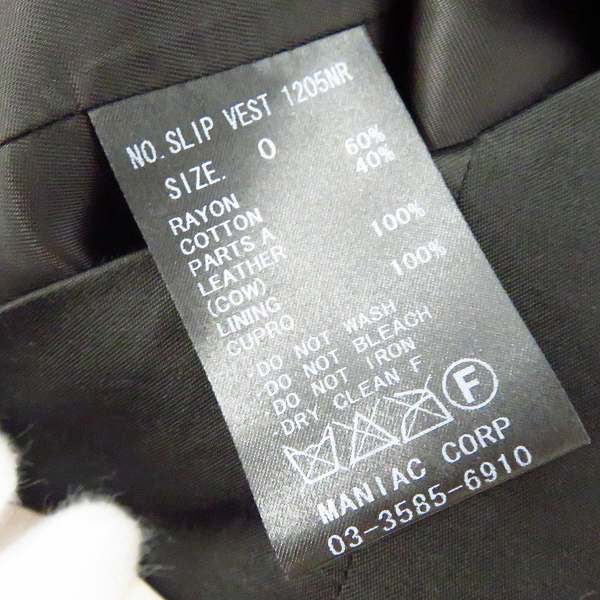 NO. SLIP VEST 1205NR
SIZE. 0
RAYON 60%
COTTON 40%
PARTS A
LEATHER 100%
(COW)
LINING
CUPRO 100%
-DO NOT WASH
-DO NOT BLEACH
-DO NOT IRON
-DRY CLEAN F
F
MANIAC CORP
03-3585-6910